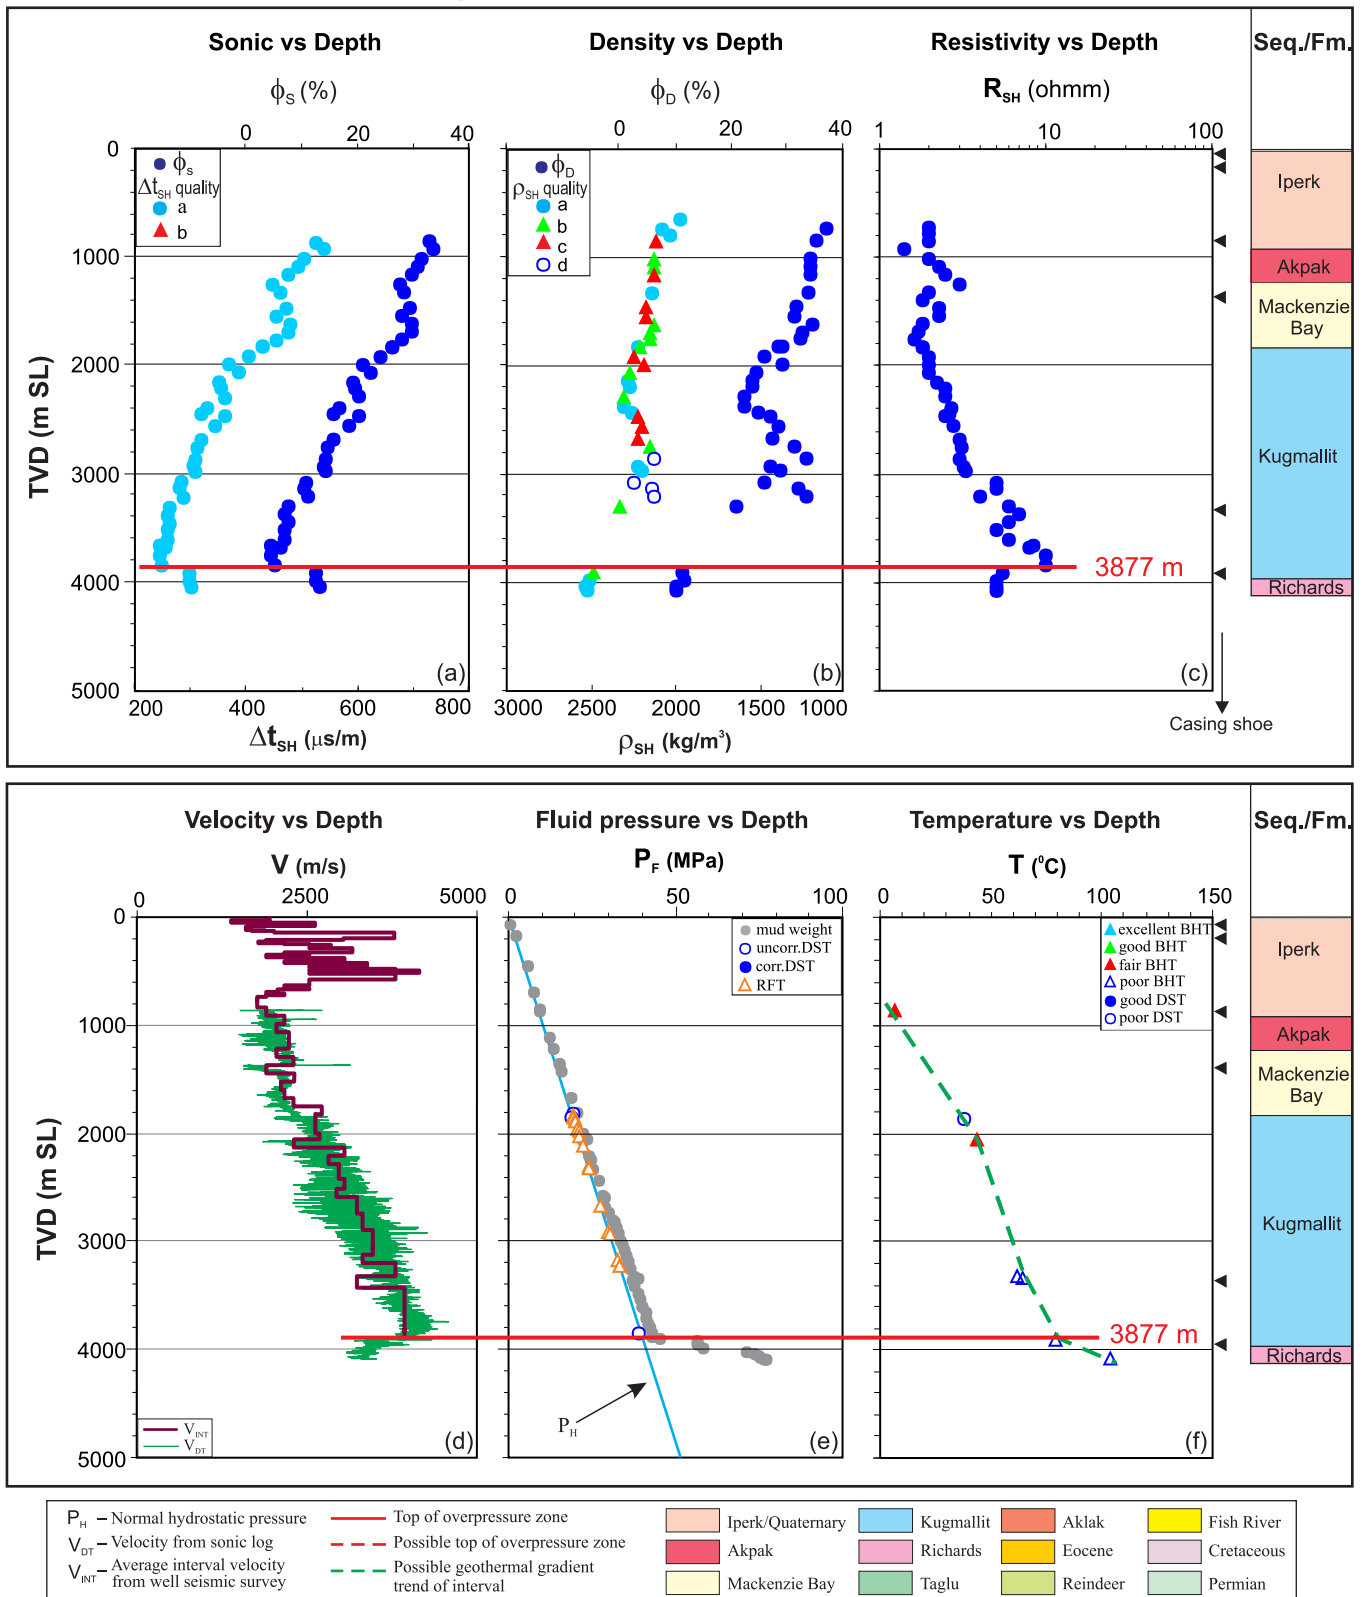 Sonic vs Depth
Density vs Depth
Resistivity vs Depth
Seq./Fm.
ϕS (%)
ϕD (%)
RSH (ohmm)
0 20 40
0 20 40
1 10 100
TVD (m SL)
0
1000
2000
3000
4000
5000
ϕs
ΔtSH quality
a
b
ϕD
ρSH quality
a
b
c
d
Iperk
Akpak
Mackenzie
Bay
Kugmallit
Richards
3877 m
(a)
(b)
(c)
200 400 600 800
3000 2500 2000 1500 1000
ΔtSH (μs/m)
ρSH (kg/m³)
Casing shoe
Velocity vs Depth
Fluid pressure vs Depth
Temperature vs Depth
Seq./Fm.
V (m/s)
PF (MPa)
T (⁰C)
0 2500 5000
0 50 100
0 50 100 150
TVD (m SL)
0
1000
2000
3000
4000
5000
mud weight
uncorr.DST
corr.DST
RFT
excellent BHT
good BHT
fair BHT
poor BHT
good DST
poor DST
Iperk
Akpak
Mackenzie
Bay
Kugmallit
Richards
3877 m
PH
VINT
VDT
(d)
(e)
(f)
PH – Normal hydrostatic pressure
VDT – Velocity from sonic log
VINT – Average interval velocity
from well seismic survey
Top of overpressure zone
Possible top of overpressure zone
Possible geothermal gradient
trend of interval
Iperk/Quaternary
Kugmallit
Aklak
Fish River
Akpak
Richards
Eocene
Cretaceous
Mackenzie Bay
Taglu
Reindeer
Permian